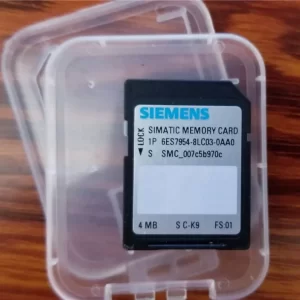 SIEMENS
SIMATIC MEMORY CARD
1P 6ES7954-8LC03-0AA0
S SMC_007c5b970c
◄ LOCK
4 MB S C-K9 FS:01